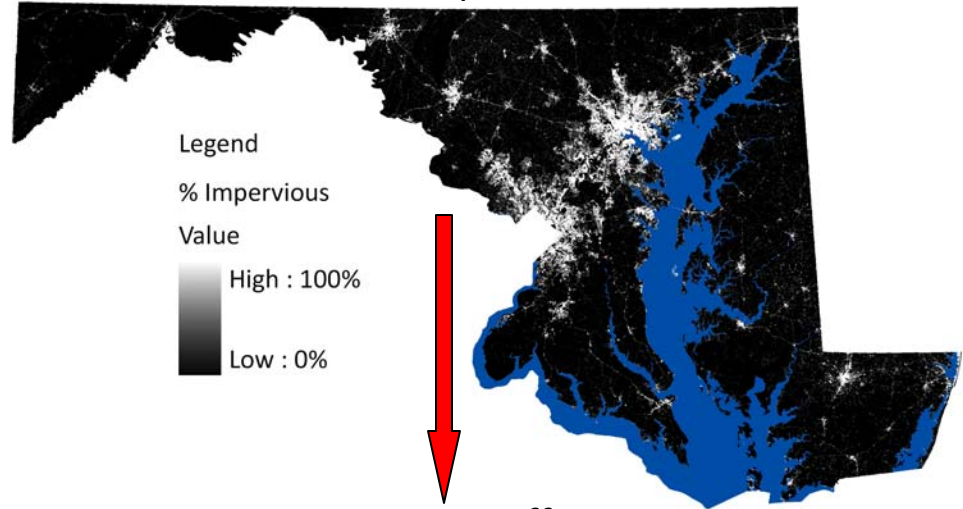 Legend
% Impervious
Value
High : 100%
Low : 0%